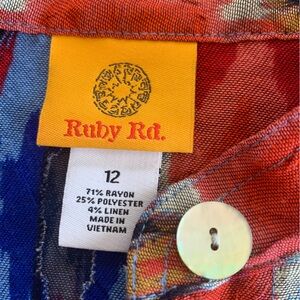 Ruby Rd.
12
71% RAYON
25% POLYESTER
4% LINEN
MADE IN
VIETNAM